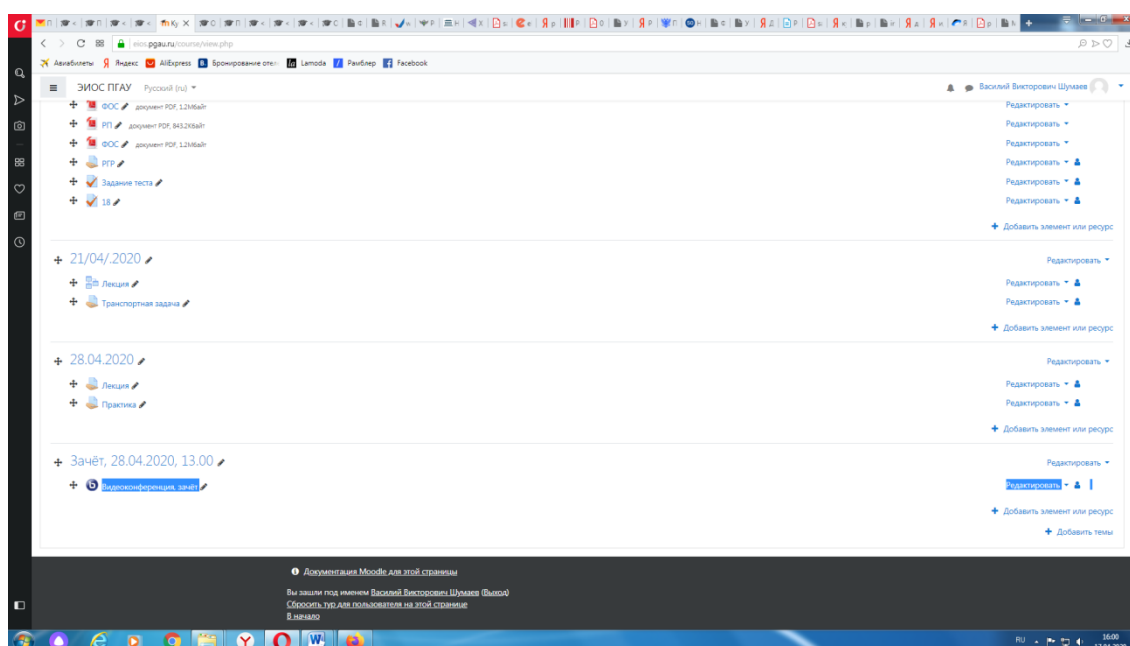 eios.pgau.ru/course/view.php
Авиабилеты Яндекс AliExpress Бронирование отел Lamoda Рамблер Facebook
ЭИОС ПГАУ Русский (ru) Василий Викторович Шумаев
ФОС документ PDF, 1.2Мбайт Редактировать
РП документ PDF, 843.2Кбайт Редактировать
ФОС документ PDF, 1.2Мбайт Редактировать
РГР Редактировать
Задание теста Редактировать
18 Редактировать
+ Добавить элемент или ресурс
21/04/.2020 Редактировать
Лекция Редактировать
Транспортная задача Редактировать
+ Добавить элемент или ресурс
28.04.2020 Редактировать
Лекция Редактировать
Практика Редактировать
+ Добавить элемент или ресурс
Зачёт, 28.04.2020, 13.00 Редактировать
Видеоконференция, зачёт Редактировать
+ Добавить элемент или ресурс
+ Добавить темы
Документация Moodle для этой страницы
Вы зашли под именем Василий Викторович Шумаев (Выход)
Сбросить тур для пользователя на этой странице
В начало
RU 16:00
17.04.2020